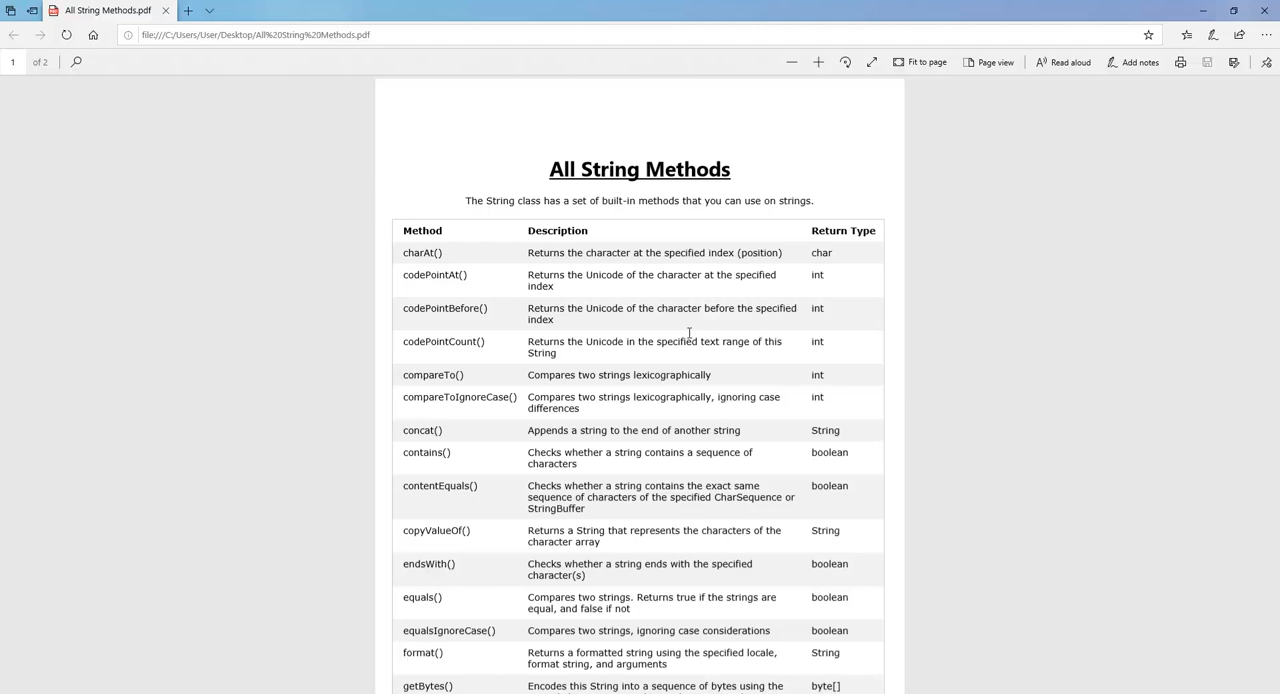 All String Methods.pdf
file:///C:/Users/User/Desktop/All%20String%20Methods.pdf
1 of 2 Fit to page Page view Read aloud Add notes
All String Methods
The String class has a set of built-in methods that you can use on strings.
Method Description Return Type
charAt() Returns the character at the specified index (position) char
codePointAt() Returns the Unicode of the character at the specified int
index
codePointBefore() Returns the Unicode of the character before the specified int
index
codePointCount() Returns the Unicode in the specified text range of this int
String
compareTo() Compares two strings lexicographically int
compareToIgnoreCase() Compares two strings lexicographically, ignoring case int
differences
concat() Appends a string to the end of another string String
contains() Checks whether a string contains a sequence of boolean
characters
contentEquals() Checks whether a string contains the exact same boolean
sequence of characters of the specified CharSequence or
StringBuffer
copyValueOf() Returns a String that represents the characters of the String
character array
endsWith() Checks whether a string ends with the specified boolean
character(s)
equals() Compares two strings. Returns true if the strings are boolean
equal, and false if not
equalsIgnoreCase() Compares two strings, ignoring case considerations boolean
format() Returns a formatted string using the specified locale, String
format string, and arguments
getBytes() Encodes this String into a sequence of bytes using the byte[]